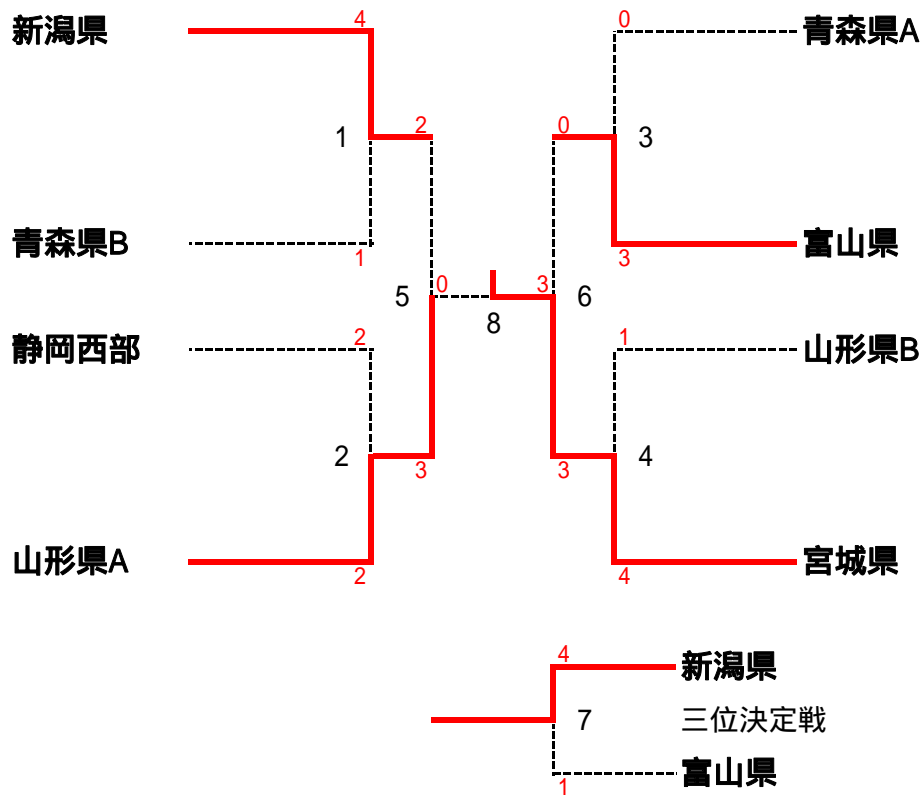 4 0
新潟県 青森県A
1 2 0 3
青森県B 富山県
1 3
5 0 3 6
8
静岡西部 2 1 山形県B
2 3 3 4
山形県A 宮城県
2 4
4
新潟県
7 三位決定戦
富山県
1